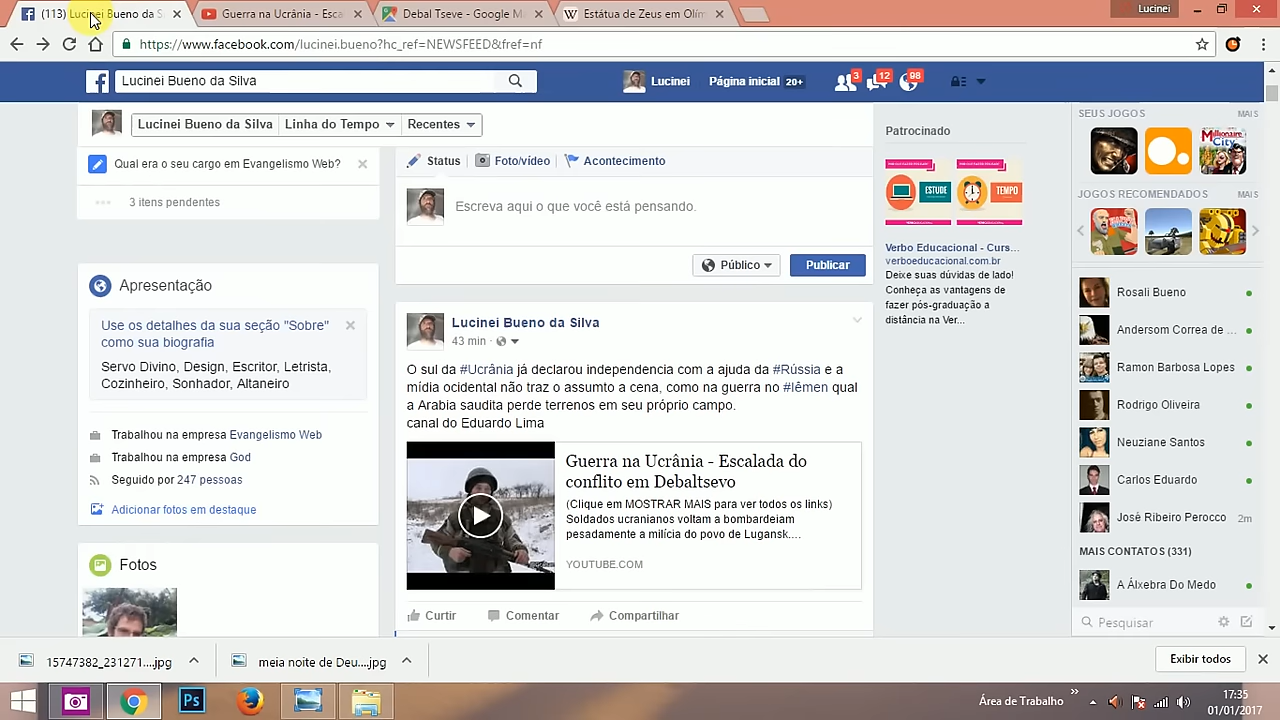 (113) Lucinei Bueno da S
Guerra na Ucrânia - Esca
Debal Tseve - Google Ma
Estátua de Zeus em Olím
Lucinei
https://www.facebook.com/lucinei.bueno?hc_ref=NEWSFEED&fref=nf
Lucinei Bueno da Silva
Lucinei
Página inicial 20+
3
12
98
Lucinei Bueno da Silva
Linha do Tempo
Recentes
Qual era o seu cargo em Evangelismo Web?
3 itens pendentes
Apresentação
Use os detalhes da sua seção "Sobre"
como sua biografia
Servo Divino, Design, Escritor, Letrista,
Cozinheiro, Sonhador, Altaneiro
Trabalhou na empresa Evangelismo Web
Trabalhou na empresa God
Seguido por 247 pessoas
Adicionar fotos em destaque
Fotos
Status
Foto/vídeo
Acontecimento
Escreva aqui o que você está pensando.
Público
Publicar
Lucinei Bueno da Silva
43 min ·
O sul da #Ucrânia já declarou independencia com a ajuda da #Rússia e a
mídia ocidental não traz o assunto a cena, como na guerra no #Iêmen qual
a Arabia saudita perde terrenos em seu próprio campo.
canal do Eduardo Lima
Guerra na Ucrânia - Escalada do
conflito em Debaltsevo
(Clique em MOSTRAR MAIS para ver todos os links)
Soldados ucranianos voltam a bombardeiam
pesadamente a milícia do povo de Lugansk....
YOUTUBE.COM
Curtir
Comentar
Compartilhar
Patrocinado
ESTUDE
TEMPO
Verbo Educacional - Curs...
verboeducacional.com.br
Deixe suas dúvidas de lado!
Conheça as vantagens de
fazer pós-graduação a
distância na Ver...
SEUS JOGOS
MAIS
Millionaire
City
JOGOS RECOMENDADOS
MAIS
Rosali Bueno
Andersom Correa de ...
Ramon Barbosa Lopes
Rodrigo Oliveira
Neuziane Santos
Carlos Eduardo
José Ribeiro Perocco 2m
MAIS CONTATOS (331)
A Álxebra Do Medo
Pesquisar
15747382_231271....jpg
meia noite de Deu....jpg
Exibir todos
Ps
Área de Trabalho
17:35
01/01/2017